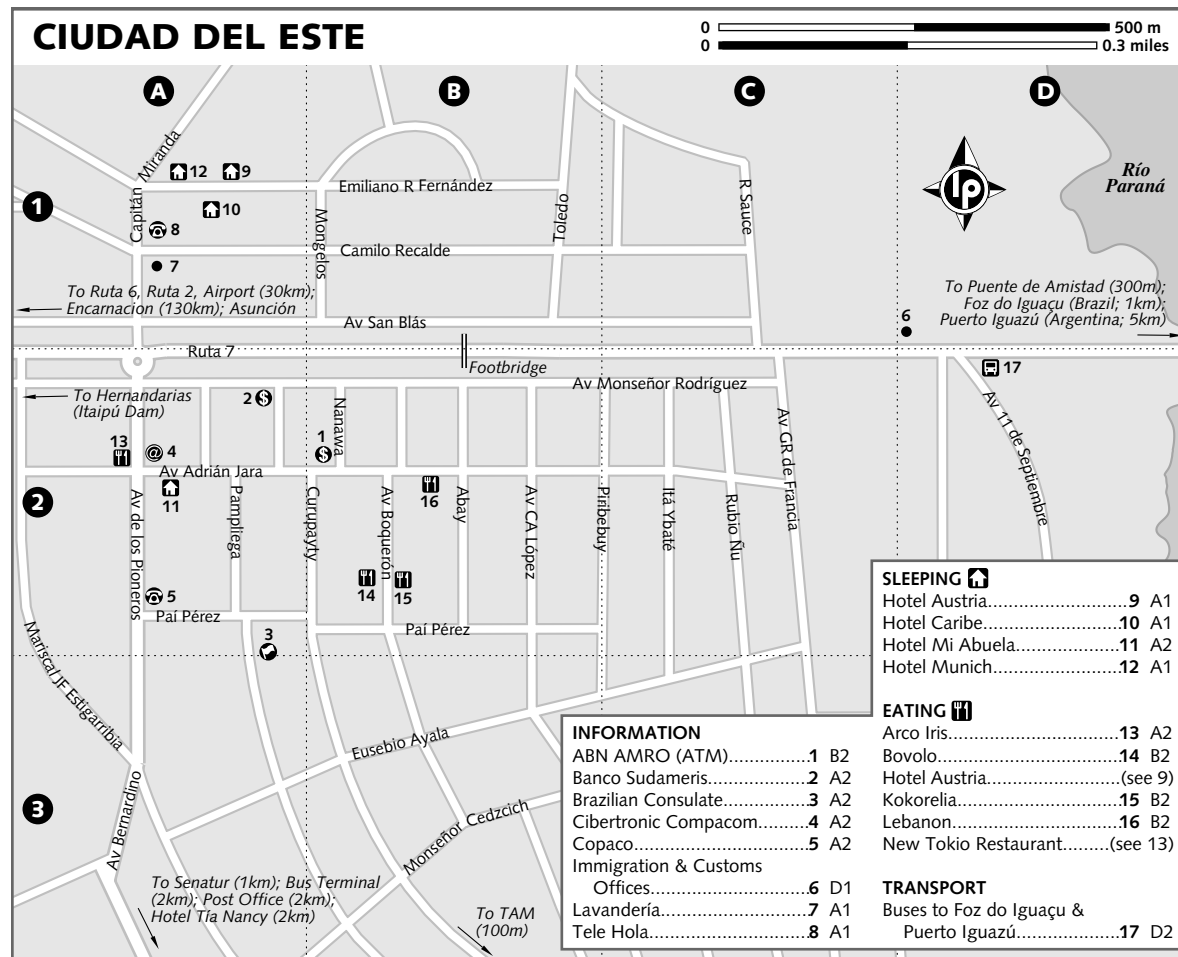 CIUDAD DEL ESTE
0 500 m
0 0.3 miles
A B C D
Capitán Miranda
12 9
Emiliano R Fernández
10
1
8
Mongelos
Toledo
R Sauce
lp
Río
Paraná
Camilo Recalde
7
To Ruta 6, Ruta 2, Airport (30km);
Encarnacion (130km); Asunción
To Puente de Amistad (300m);
Foz do Iguaçu (Brazil; 1km);
Puerto Iguazú (Argentina; 5km)
6
Av San Blás
Ruta 7
Footbridge
17
Av Monseñor Rodríguez
To Hernandarias
(Itaipú Dam)
2 $
Nanawa
Av GR de Francia
Av 11 de Septiembre
13
@ 4
1
$
Av Adrián Jara
11
16
2
Av de los Pioneros
Pampliega
Curupayty
Av Boquerón
Abay
Av CA López
Piribebuy
Itá Ybaté
Rubio Ñu
14
15
5
Paí Pérez
Paí Pérez
3
Mariscal JF Estigarribia
Eusebio Ayala
3
Av Bernardino
Monseñor Cedzcich
To Senatur (1km); Bus Terminal
(2km); Post Office (2km);
Hotel Tía Nancy (2km)
To TAM
(100m)
INFORMATION
ABN AMRO (ATM)..............1 B2
Banco Sudameris..................2 A2
Brazilian Consulate...............3 A2
Cibertronic Compacom.........4 A2
Copaco................................5 A2
Immigration & Customs
Offices............................6 D1
Lavandería...........................7 A1
Tele Hola.............................8 A1
SLEEPING
Hotel Austria........................9 A1
Hotel Caribe.......................10 A1
Hotel Mi Abuela.................11 A2
Hotel Munich.....................12 A1
EATING
Arco Iris.............................13 A2
Bovolo...............................14 B2
Hotel Austria....................(see 9)
Kokorelia............................15 B2
Lebanon.............................16 B2
New Tokio Restaurant.........(see 13)
TRANSPORT
Buses to Foz do Iguaçu &
Puerto Iguazú..................17 D2